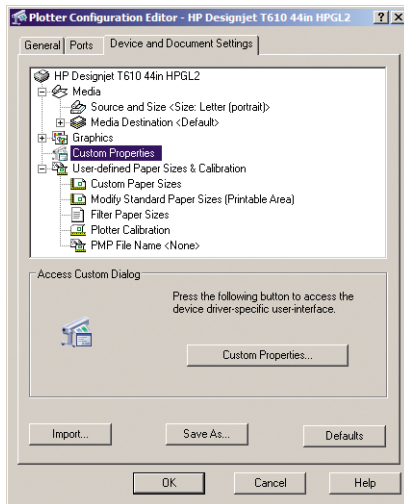 Plotter Configuration Editor - HP Designjet T610 44in HPGL2
General Ports Device and Document Settings
HP Designjet T610 44in HPGL2
Media
Source and Size <Size: Letter (portrait)>
Media Destination <Default>
Graphics
Custom Properties
User-defined Paper Sizes & Calibration
Custom Paper Sizes
Modify Standard Paper Sizes (Printable Area)
Filter Paper Sizes
Plotter Calibration
PMP File Name <None>
Access Custom Dialog
Press the following button to access the
device driver-specific user-interface.
Custom Properties...
Import... Save As... Defaults
OK Cancel Help